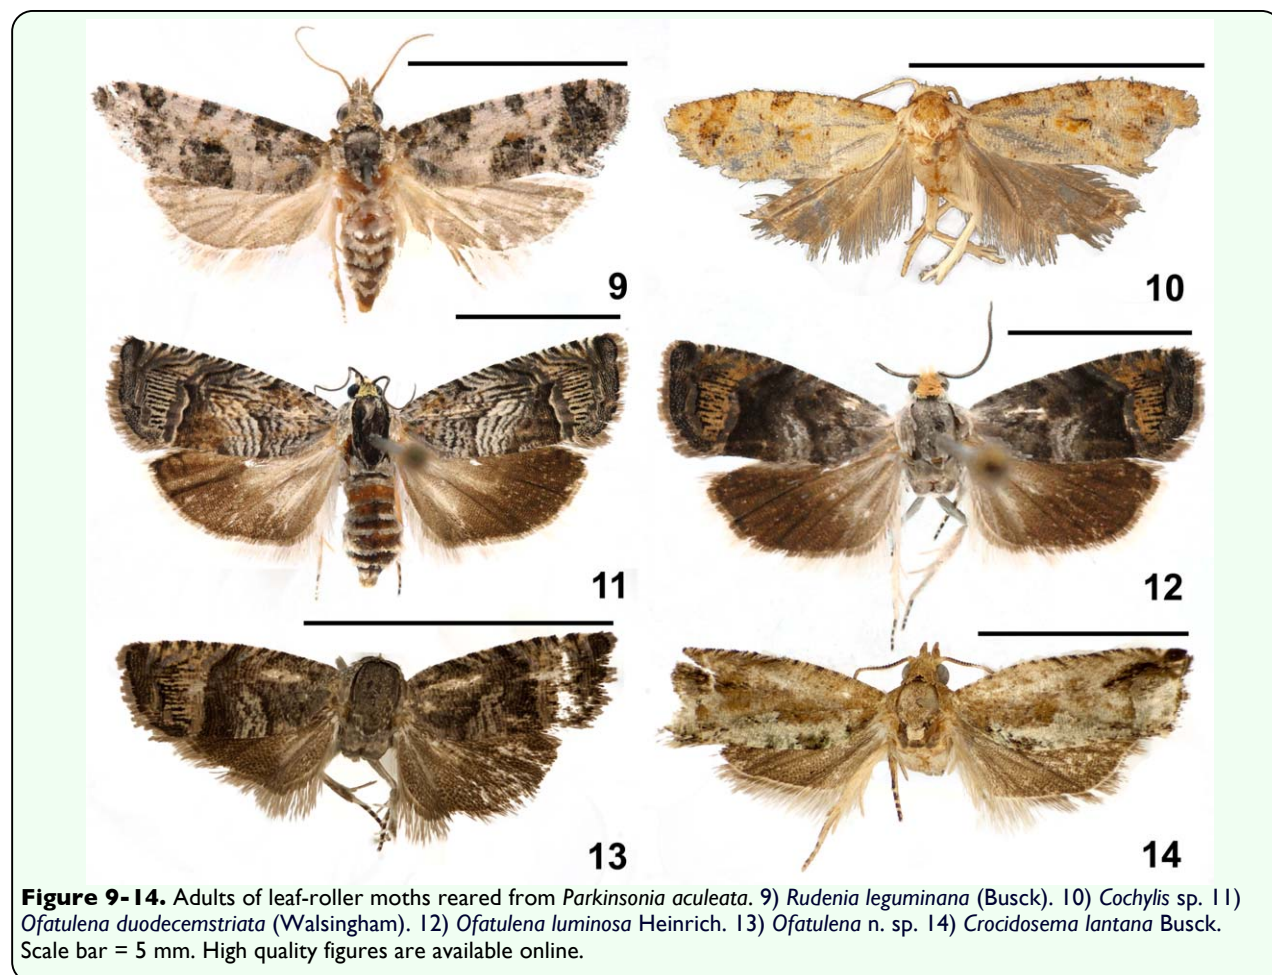 9
10
11
12
13
14
Figure 9-14. Adults of leaf-roller moths reared from Parkinsonia aculeata. 9) Rudenia leguminana (Busck). 10) Cochylis sp. 11)
Ofatulena duodecemstriata (Walsingham). 12) Ofatulena luminosa Heinrich. 13) Ofatulena n. sp. 14) Crocidosema lantana Busck.
Scale bar = 5 mm. High quality figures are available online.